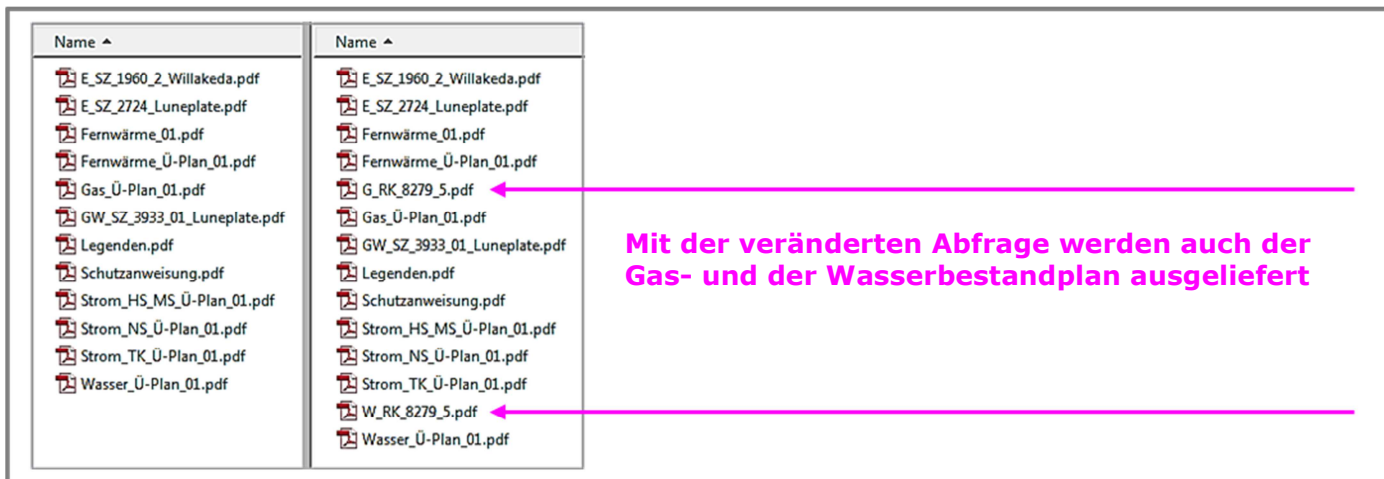 Name
E_SZ_1960_2_Willakeda.pdf
E_SZ_2724_Luneplate.pdf
Fernwärme_01.pdf
Fernwärme_Ü-Plan_01.pdf
Gas_Ü-Plan_01.pdf
GW_SZ_3933_01_Luneplate.pdf
Legenden.pdf
Schutzanweisung.pdf
Strom_HS_MS_Ü-Plan_01.pdf
Strom_NS_Ü-Plan_01.pdf
Strom_TK_Ü-Plan_01.pdf
Wasser_Ü-Plan_01.pdf
Name
E_SZ_1960_2_Willakeda.pdf
E_SZ_2724_Luneplate.pdf
Fernwärme_01.pdf
Fernwärme_Ü-Plan_01.pdf
G_RK_8279_5.pdf
Gas_Ü-Plan_01.pdf
GW_SZ_3933_01_Luneplate.pdf
Legenden.pdf
Schutzanweisung.pdf
Strom_HS_MS_Ü-Plan_01.pdf
Strom_NS_Ü-Plan_01.pdf
Strom_TK_Ü-Plan_01.pdf
W_RK_8279_5.pdf
Wasser_Ü-Plan_01.pdf
Mit der veränderten Abfrage werden auch der
Gas- und der Wasserbestandplan ausgeliefert